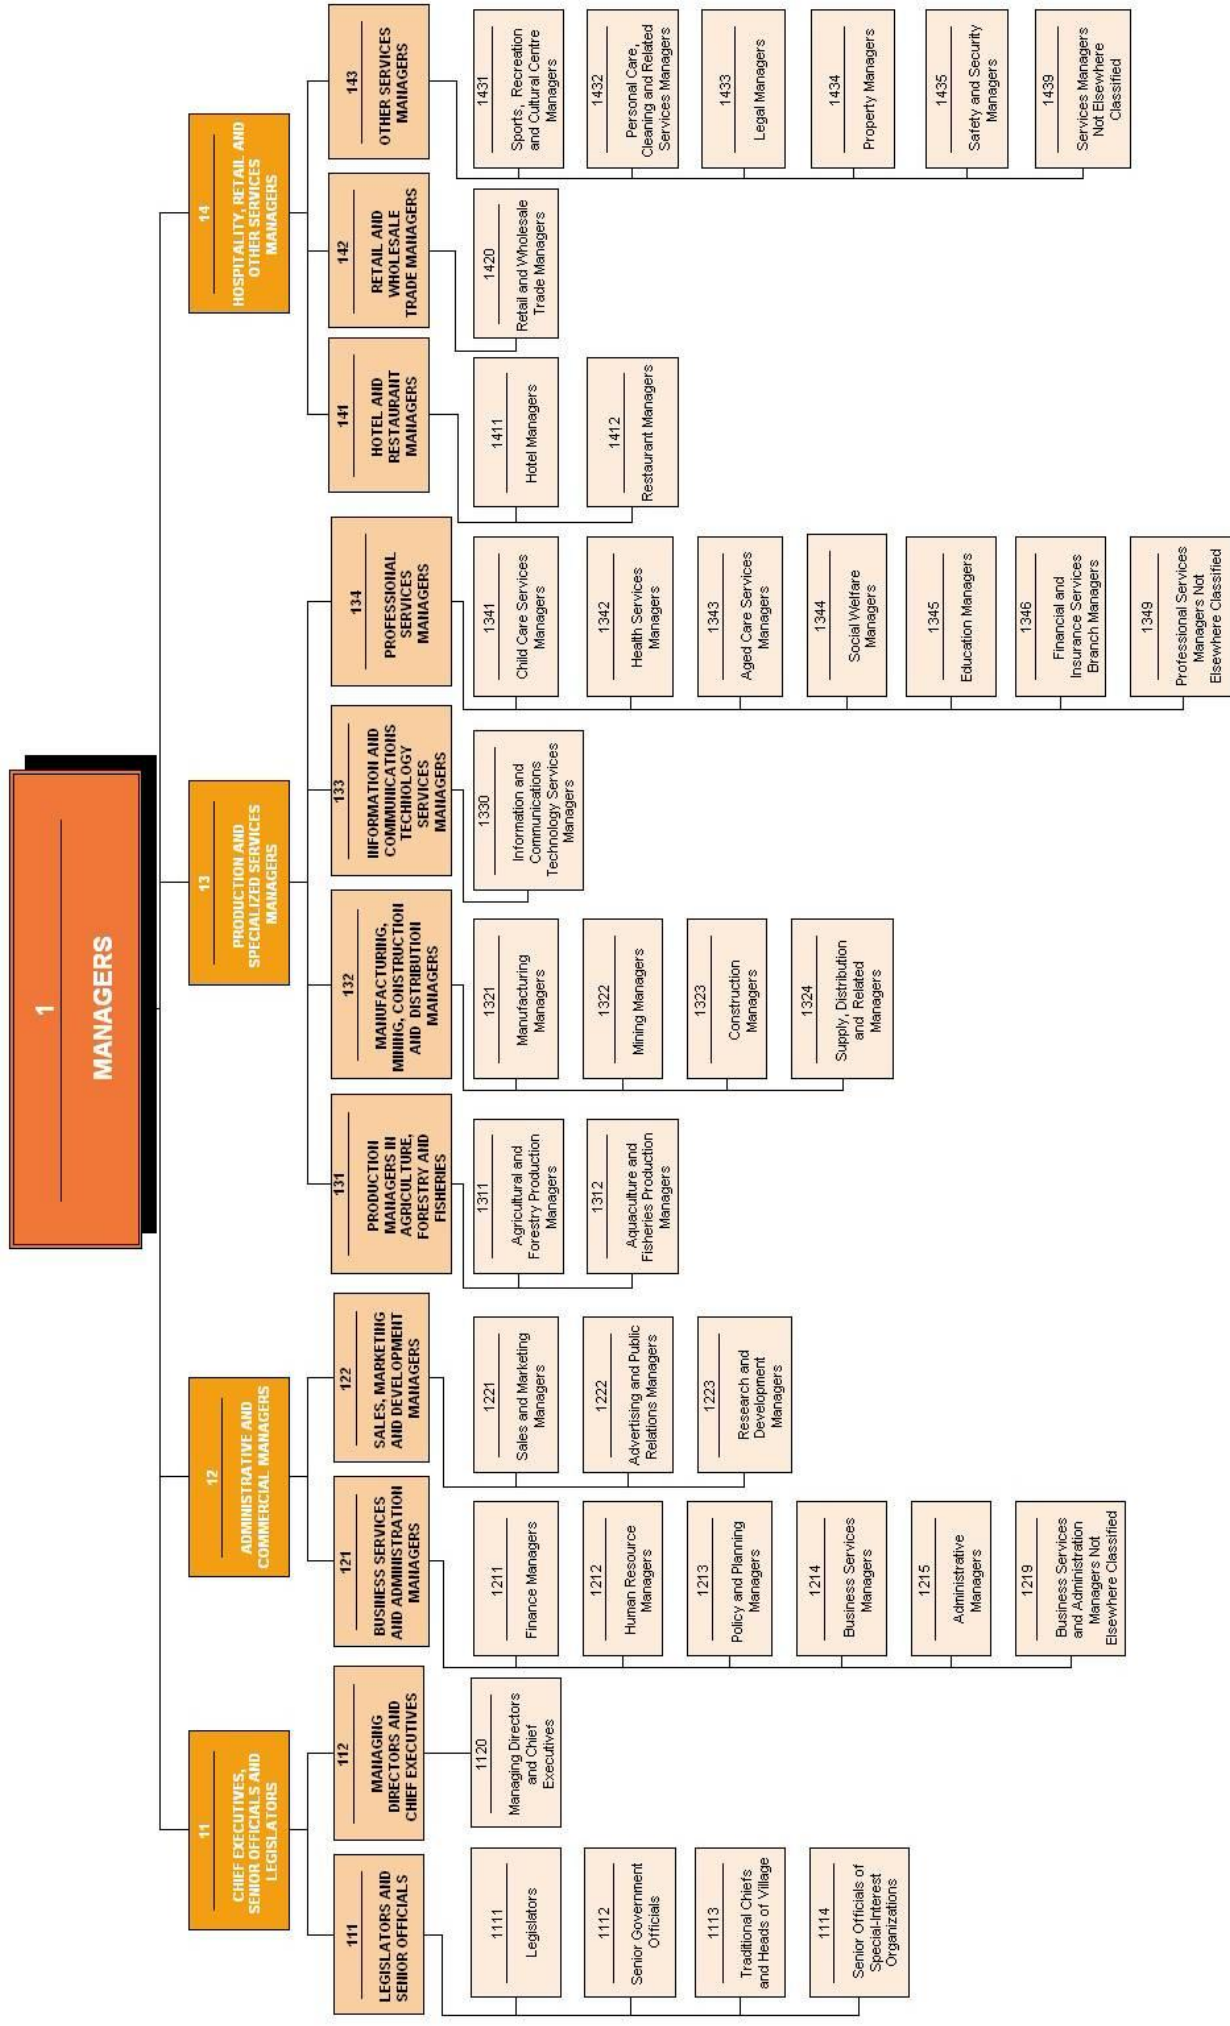 1
MANAGERS
11
CHIEF EXECUTIVES,
SENIOR OFFICIALS AND
LEGISLATORS
12
ADMINISTRATIVE AND
COMMERCIAL MANAGERS
13
PRODUCTION AND
SPECIALIZED SERVICES
MANAGERS
14
HOSPITALITY, RETAIL AND
OTHER SERVICES
MANAGERS
111
LEGISLATORS AND
SENIOR OFFICIALS
112
MANAGING
DIRECTORS AND
CHIEF EXECUTIVES
121
BUSINESS SERVICES
AND ADMINISTRATION
MANAGERS
122
SALES, MARKETING
AND DEVELOPMENT
MANAGERS
131
PRODUCTION
MANAGERS IN
AGRICULTURE,
FORESTRY AND
FISHERIES
132
MANUFACTURING,
MINING, CONSTRUCTION
AND DISTRIBUTION
MANAGERS
133
INFORMATION AND
COMMUNICATIONS
TECHNOLOGY
SERVICES
MANAGERS
134
PROFESSIONAL
SERVICES
MANAGERS
141
HOTEL AND
RESTAURANT
MANAGERS
142
RETAIL AND
WHOLESALE
TRADE MANAGERS
143
OTHER SERVICES
MANAGERS
1111
Legislators
1112
Senior Government
Officials
1113
Traditional Chiefs
and Heads of Village
1114
Senior Officials of
Special-Interest
Organizations
1120
Managing Directors
and Chief
Executives
1211
Finance Managers
1212
Human Resource
Managers
1213
Policy and Planning
Managers
1214
Business Services
Managers
1215
Administrative
Managers
1219
Business Services
and Administration
Managers Not
Elsewhere Classified
1221
Sales and Marketing
Managers
1222
Advertising and Public
Relations Managers
1223
Research and
Development
Managers
1311
Agricultural and
Forestry Production
Managers
1312
Aquaculture and
Fisheries Production
Managers
1321
Manufacturing
Managers
1322
Mining Managers
1323
Construction
Managers
1324
Supply, Distribution
and Related
Managers
1330
Information and
Communications
Technology Services
Managers
1341
Child Care Services
Managers
1342
Health Services
Managers
1343
Aged Care Services
Managers
1344
Social Welfare
Managers
1345
Education Managers
1346
Financial and
Insurance Services
Branch Managers
1349
Professional Services
Managers Not
Elsewhere Classified
1411
Hotel Managers
1412
Restaurant Managers
1420
Retail and Wholesale
Trade Managers
1431
Sports, Recreation
and Cultural Centre
Managers
1432
Personal Care,
Cleaning and Related
Services Managers
1433
Legal Managers
1434
Property Managers
1435
Safety and Security
Managers
1439
Services Managers
Not Elsewhere
Classified